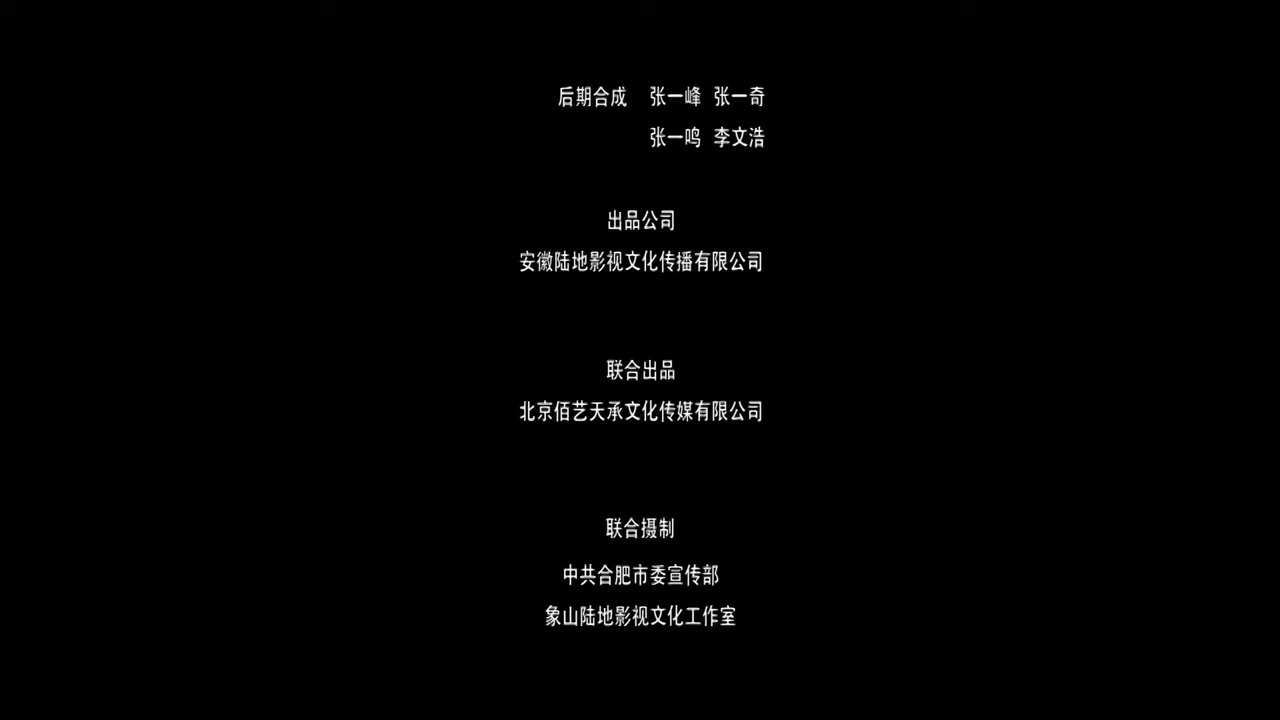 后期合成 张一峰 张一奇
张一鸣 李文浩
出品公司
安徽陆地影视文化传播有限公司
联合出品
北京佰艺天承文化传媒有限公司
联合摄制
中共合肥市委宣传部
象山陆地影视文化工作室